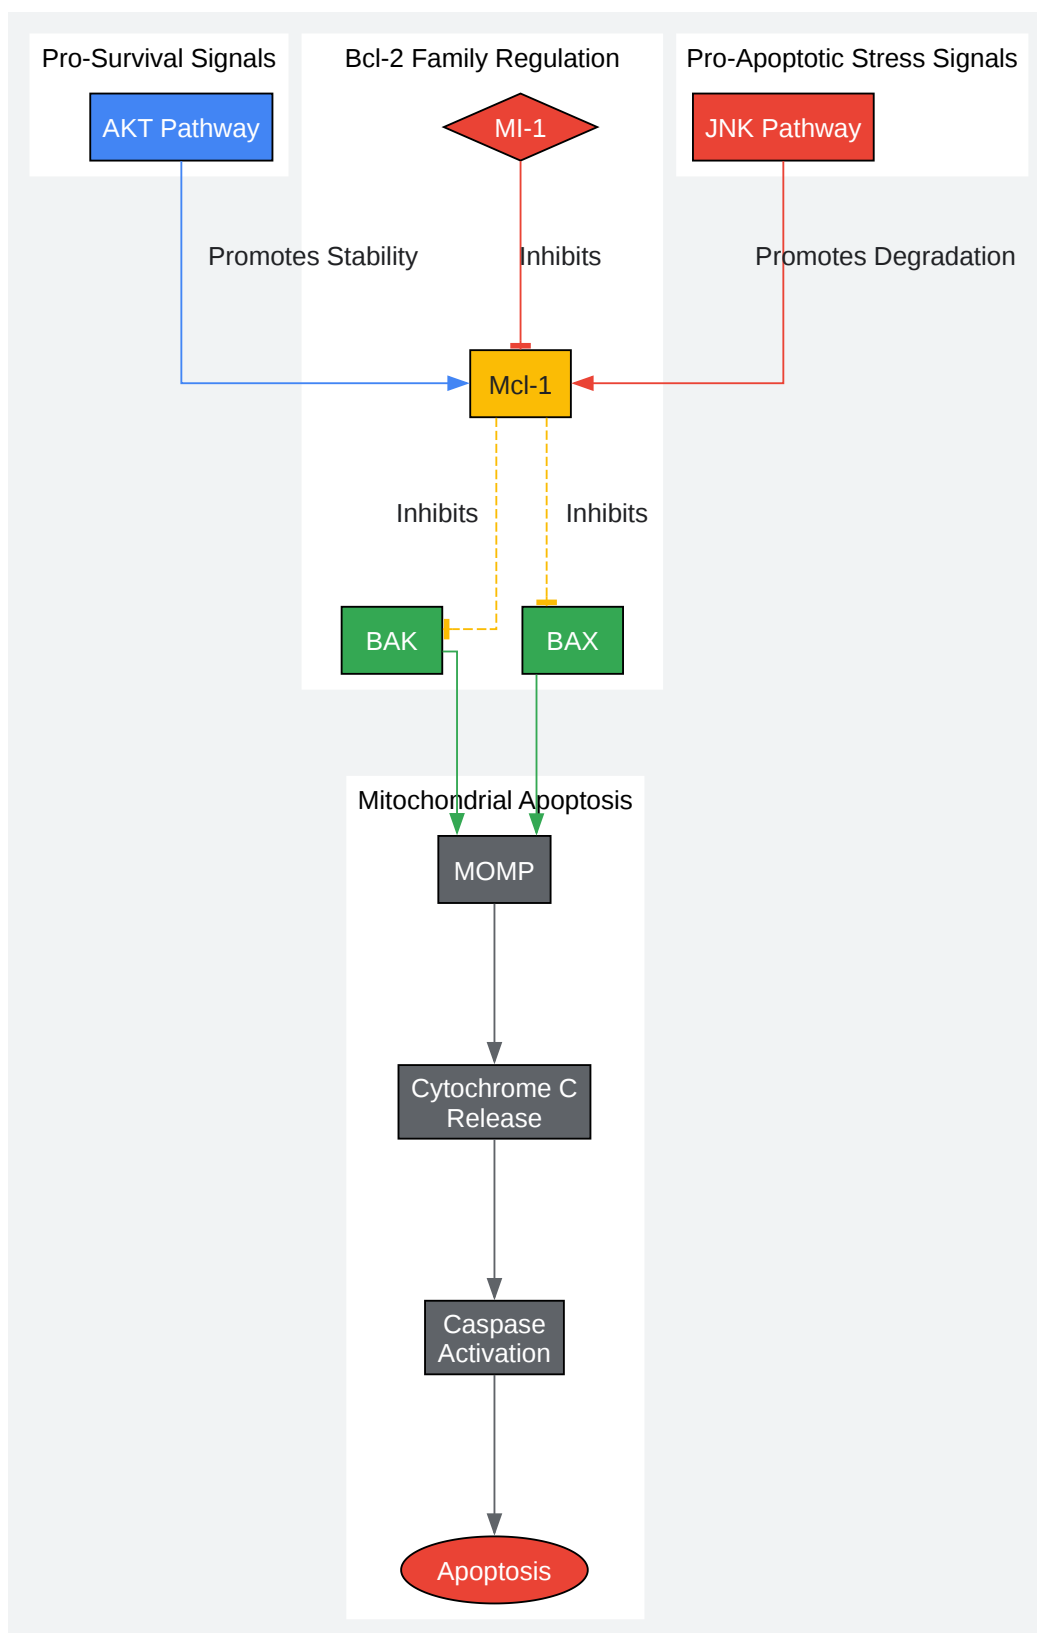 Pro-Survival Signals
Bcl-2 Family Regulation
Pro-Apoptotic Stress Signals
AKT Pathway
MI-1
JNK Pathway
Promotes Stability
Inhibits
Promotes Degradation
Mcl-1
Inhibits
Inhibits
BAK
BAX
Mitochondrial Apoptosis
MOMP
Cytochrome C
Release
Caspase
Activation
Apoptosis